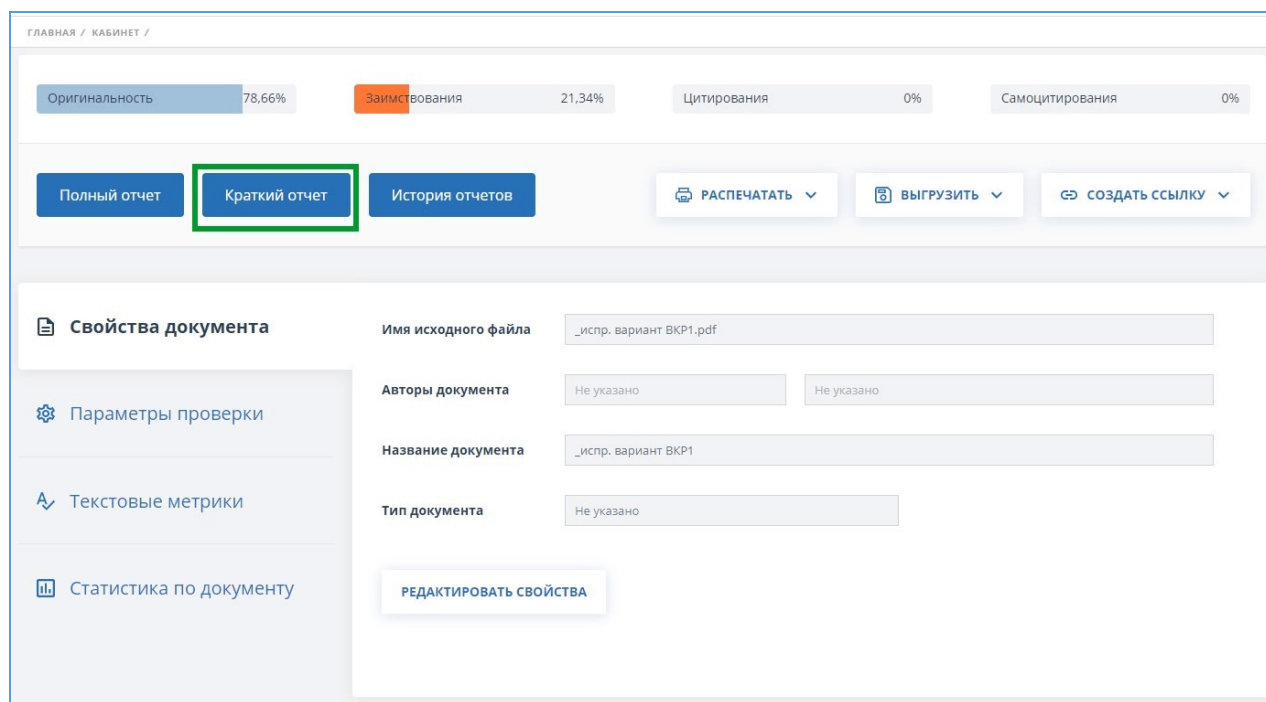 ГЛАВНАЯ / КАБИНЕТ /
Оригинальность 78,66% Заимствования 21,34% Цитирования 0% Самоцитирования 0%
Полный отчет Краткий отчет История отчетов РАСПЕЧАТАТЬ ВЫГРУЗИТЬ СОЗДАТЬ ССЫЛКУ
Свойства документа
Параметры проверки
Текстовые метрики
Статистика по документу
Имя исходного файла _испр. вариант ВКР1.pdf
Авторы документа Не указано Не указано
Название документа _испр. вариант ВКР1
Тип документа Не указано
РЕДАКТИРОВАТЬ СВОЙСТВА